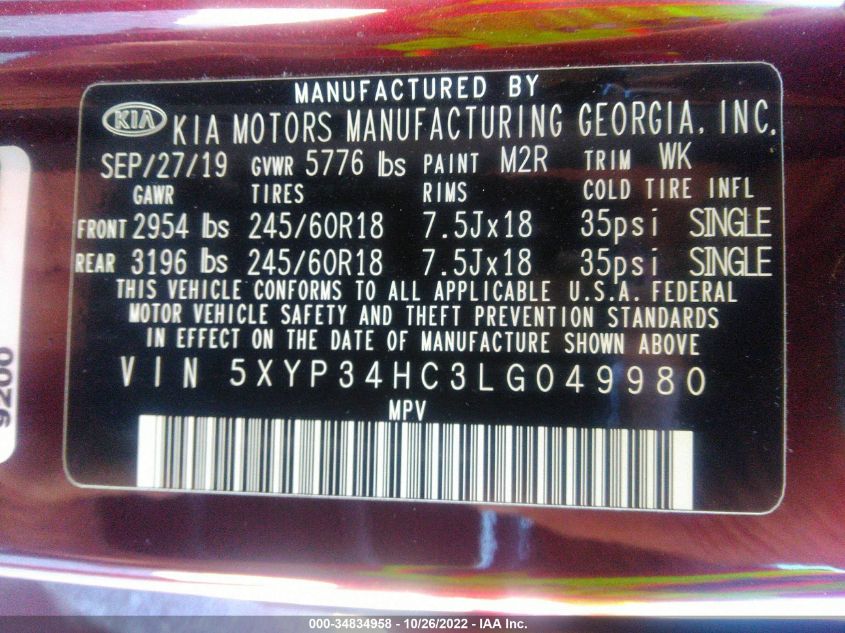 MANUFACTURED BY
KIA KIA MOTORS MANUFACTURING GEORGIA, INC.
SEP/27/19 GVWR 5776 lbs PAINT M2R TRIM WK
GAWR TIRES RIMS COLD TIRE INFL
FRONT 2954 lbs 245/60R18 7.5Jx18 35psi SINGLE
REAR 3196 lbs 245/60R18 7.5Jx18 35psi SINGLE
THIS VEHICLE CONFORMS TO ALL APPLICABLE U.S.A. FEDERAL
MOTOR VEHICLE SAFETY AND THEFT PREVENTION STANDARDS
IN EFFECT ON THE DATE OF MANUFACTURE SHOWN ABOVE
VIN 5XYP34HC3LG049980
MPV
9200
000-34834958 - 10/26/2022 - IAA Inc.